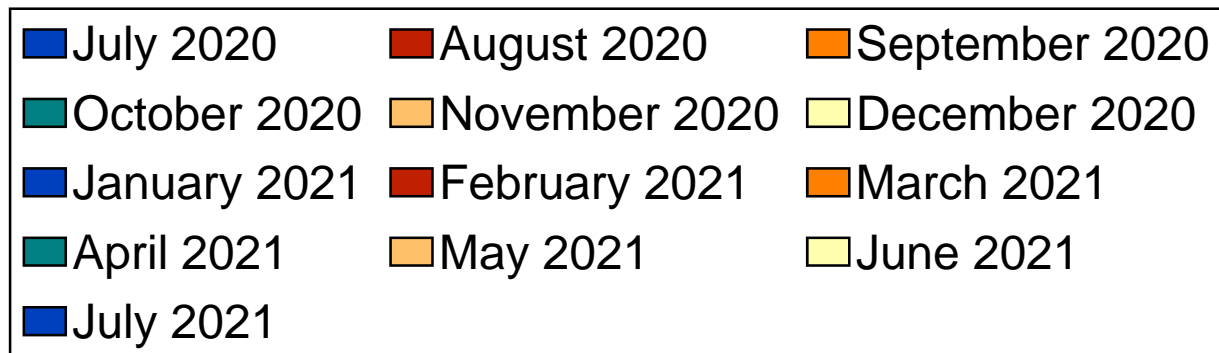 July 2020 August 2020 September 2020
October 2020 November 2020 December 2020
January 2021 February 2021 March 2021
April 2021 May 2021 June 2021
July 2021